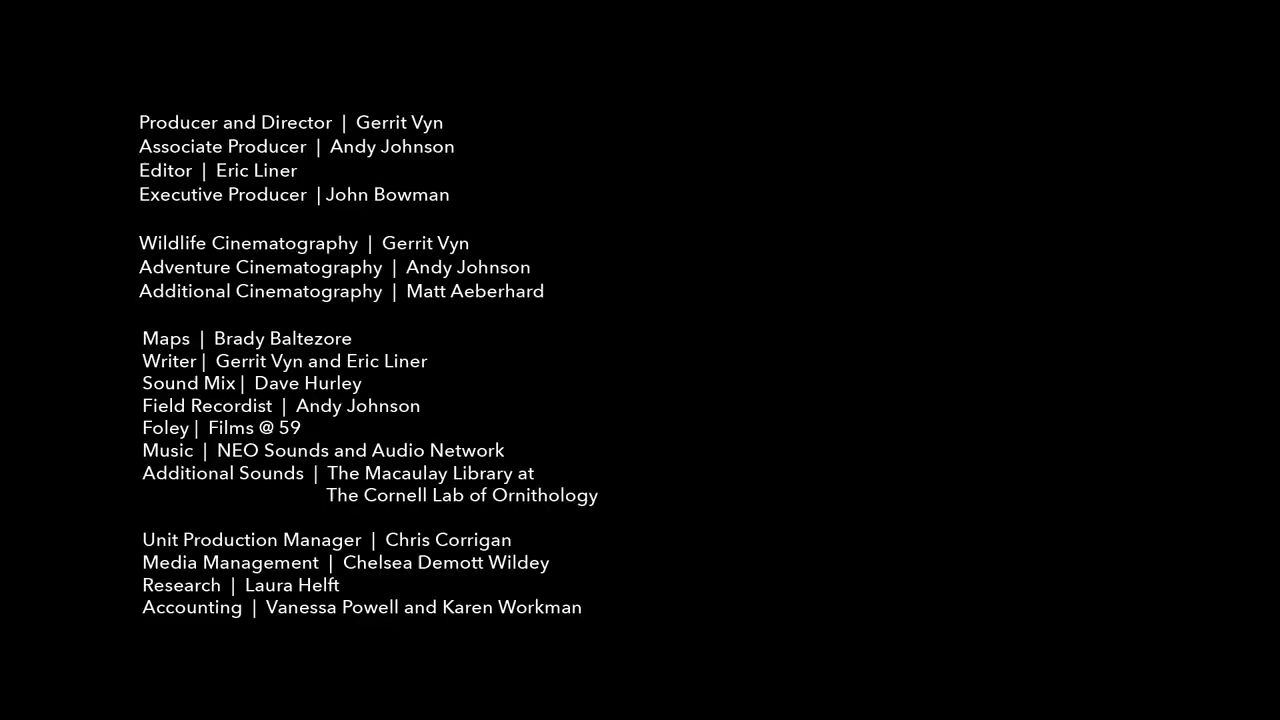 Producer and Director | Gerrit Vyn
Associate Producer | Andy Johnson
Editor | Eric Liner
Executive Producer | John Bowman
Wildlife Cinematography | Gerrit Vyn
Adventure Cinematography | Andy Johnson
Additional Cinematography | Matt Aeberhard
Maps | Brady Baltezore
Writer | Gerrit Vyn and Eric Liner
Sound Mix | Dave Hurley
Field Recordist | Andy Johnson
Foley | Films @ 59
Music | NEO Sounds and Audio Network
Additional Sounds | The Macaulay Library at
The Cornell Lab of Ornithology
Unit Production Manager | Chris Corrigan
Media Management | Chelsea Demott Wildey
Research | Laura Helft
Accounting | Vanessa Powell and Karen Workman